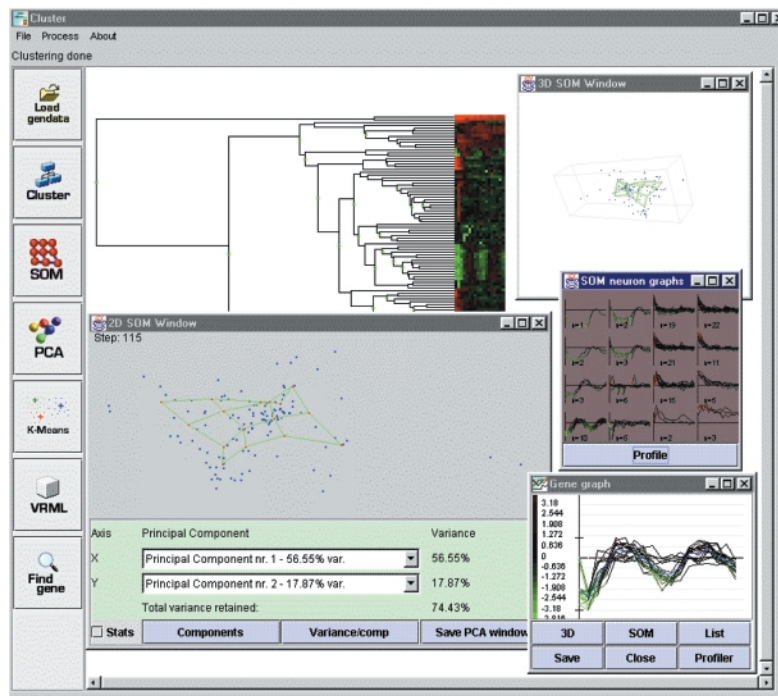 Cluster
File Process About
Clustering done
Load gendata
Cluster
SOM
PCA
K-Means
VRML
Find gene
3D SOM Window
SOM neuron graphs
Profile
2D SOM Window
Step: 115
Axis Principal Component Variance
X Principal Component nr. 1 - 56.55% var. 56.55%
Y Principal Component nr. 2 - 17.87% var. 17.87%
Total variance retained: 74.43%
Stats Components Variance/comp Save PCA window
Gene graph
3.18
2.544
1.908
1.272
0.636
0
-0.636
-1.272
-1.908
-2.544
-3.18
3D SOM List
Save Close Profiler